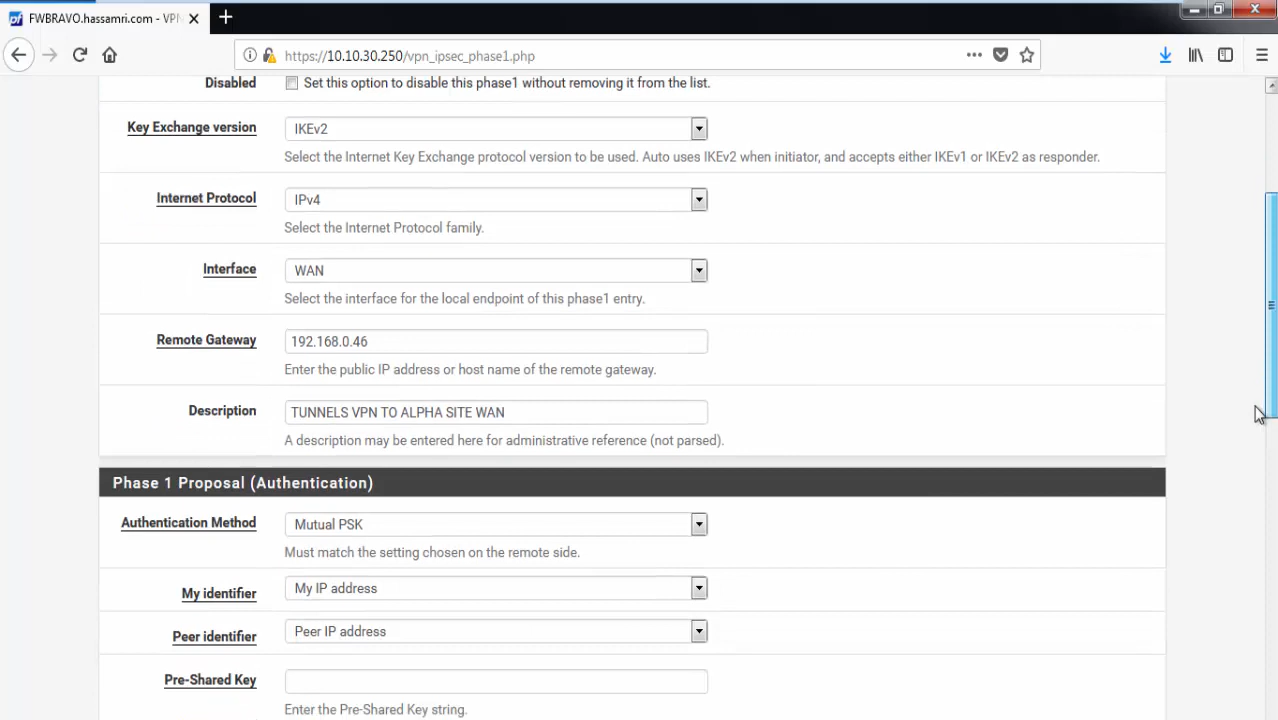 FWBRAVO.hassamri.com - VPN
https://10.10.30.250/vpn_ipsec_phase1.php
Disabled
Set this option to disable this phase1 without removing it from the list.
Key Exchange version
IKEv2
Select the Internet Key Exchange protocol version to be used. Auto uses IKEv2 when initiator, and accepts either IKEv1 or IKEv2 as responder.
Internet Protocol
IPv4
Select the Internet Protocol family.
Interface
WAN
Select the interface for the local endpoint of this phase1 entry.
Remote Gateway
192.168.0.46
Enter the public IP address or host name of the remote gateway.
Description
TUNNELS VPN TO ALPHA SITE WAN
A description may be entered here for administrative reference (not parsed).
Phase 1 Proposal (Authentication)
Authentication Method
Mutual PSK
Must match the setting chosen on the remote side.
My identifier
My IP address
Peer identifier
Peer IP address
Pre-Shared Key
Enter the Pre-Shared Key string.